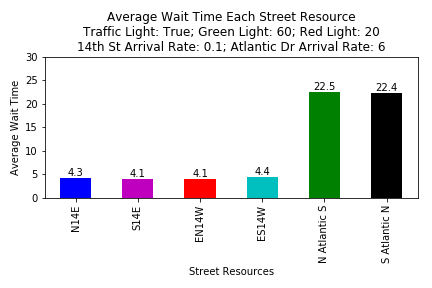 Average Wait Time Each Street Resource
Traffic Light: True; Green Light: 60; Red Light: 20
14th St Arrival Rate: 0.1; Atlantic Dr Arrival Rate: 6
Average Wait Time
30
25
20
15
10
5
0
4.3
4.1
4.1
4.4
22.5
22.4
N14E
S14E
EN14W
ES14W
N Atlantic S
S Atlantic N
Street Resources